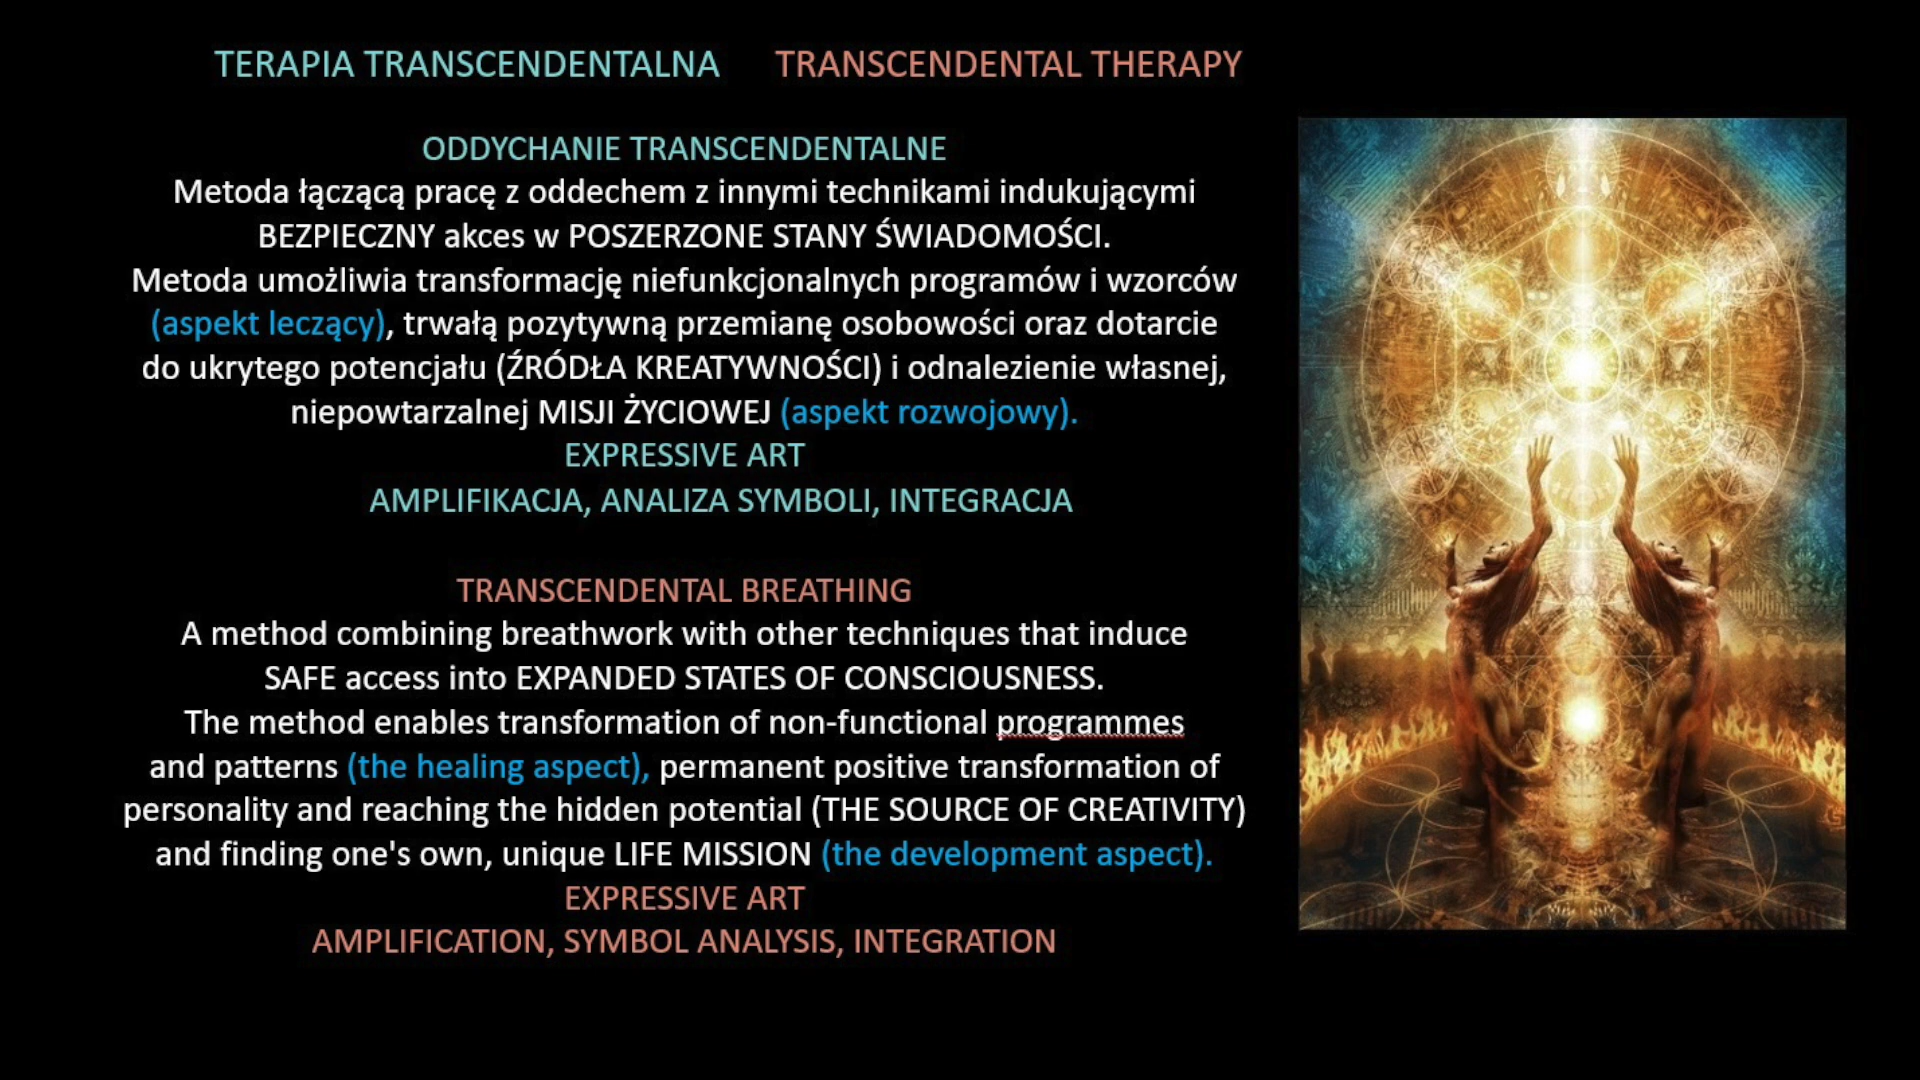 TERAPIA TRANSCENDENTALNA TRANSCENDENTAL THERAPY
ODDYCHANIE TRANSCENDENTALNE
Metoda łączącą pracę z oddechem z innymi technikami indukującymi
BEZPIECZNY akces w POSZERZONE STANY ŚWIADOMOŚCI.
Metoda umożliwia transformację niefunkcjonalnych programów i wzorców
(aspekt leczący), trwałą pozytywną przemianę osobowości oraz dotarcie
do ukrytego potencjału (ŹRÓDŁA KREATYWNOŚCI) i odnalezienie własnej,
niepowtarzalnej MISJI ŻYCIOWEJ (aspekt rozwojowy).
EXPRESSIVE ART
AMPLIFIKACJA, ANALIZA SYMBOLI, INTEGRACJA
TRANSCENDENTAL BREATHING
A method combining breathwork with other techniques that induce
SAFE access into EXPANDED STATES OF CONSCIOUSNESS.
The method enables transformation of non-functional programmes
and patterns (the healing aspect), permanent positive transformation of
personality and reaching the hidden potential (THE SOURCE OF CREATIVITY)
and finding one's own, unique LIFE MISSION (the development aspect).
EXPRESSIVE ART
AMPLIFICATION, SYMBOL ANALYSIS, INTEGRATION